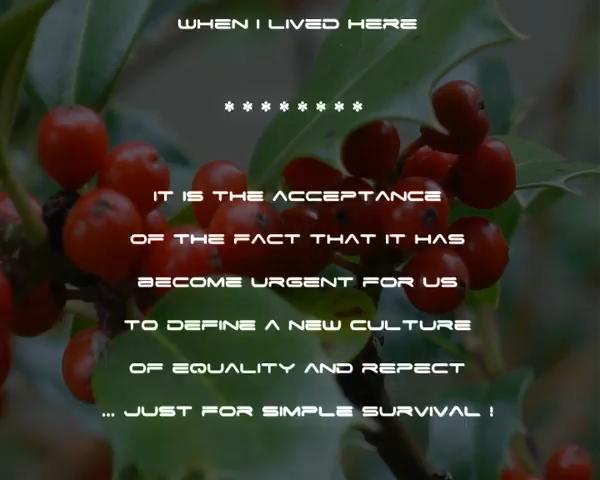 WHEN I LIVED HERE
* * * * * * * *
IT IS THE ACCEPTANCE
OF THE FACT THAT IT HAS
BECOME URGENT FOR US
TO DEFINE A NEW CULTURE
OF EQUALITY AND REPECT
... JUST FOR SIMPLE SURVIVAL !